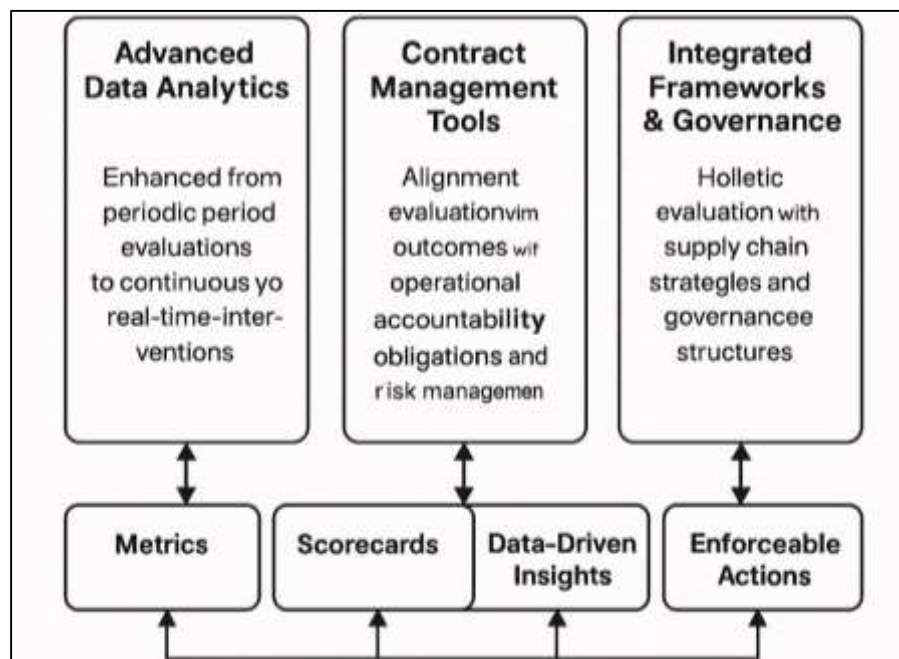 Advanced
Data Analytics
Enhanced from
periodic period
evaluations
to continuous yo
real-time-inter-
ventions
Contract
Management
Tools
Alignment
evaluationvim
outcomes wif
operational
accountability
obligations and
risk managemen
Integrated
Frameworks
& Governance
Holletic
evaluation with
supply chain
strategles and
governancee
structures
Metrics
Scorecards
Data-Driven
Insights
Enforceable
Actions